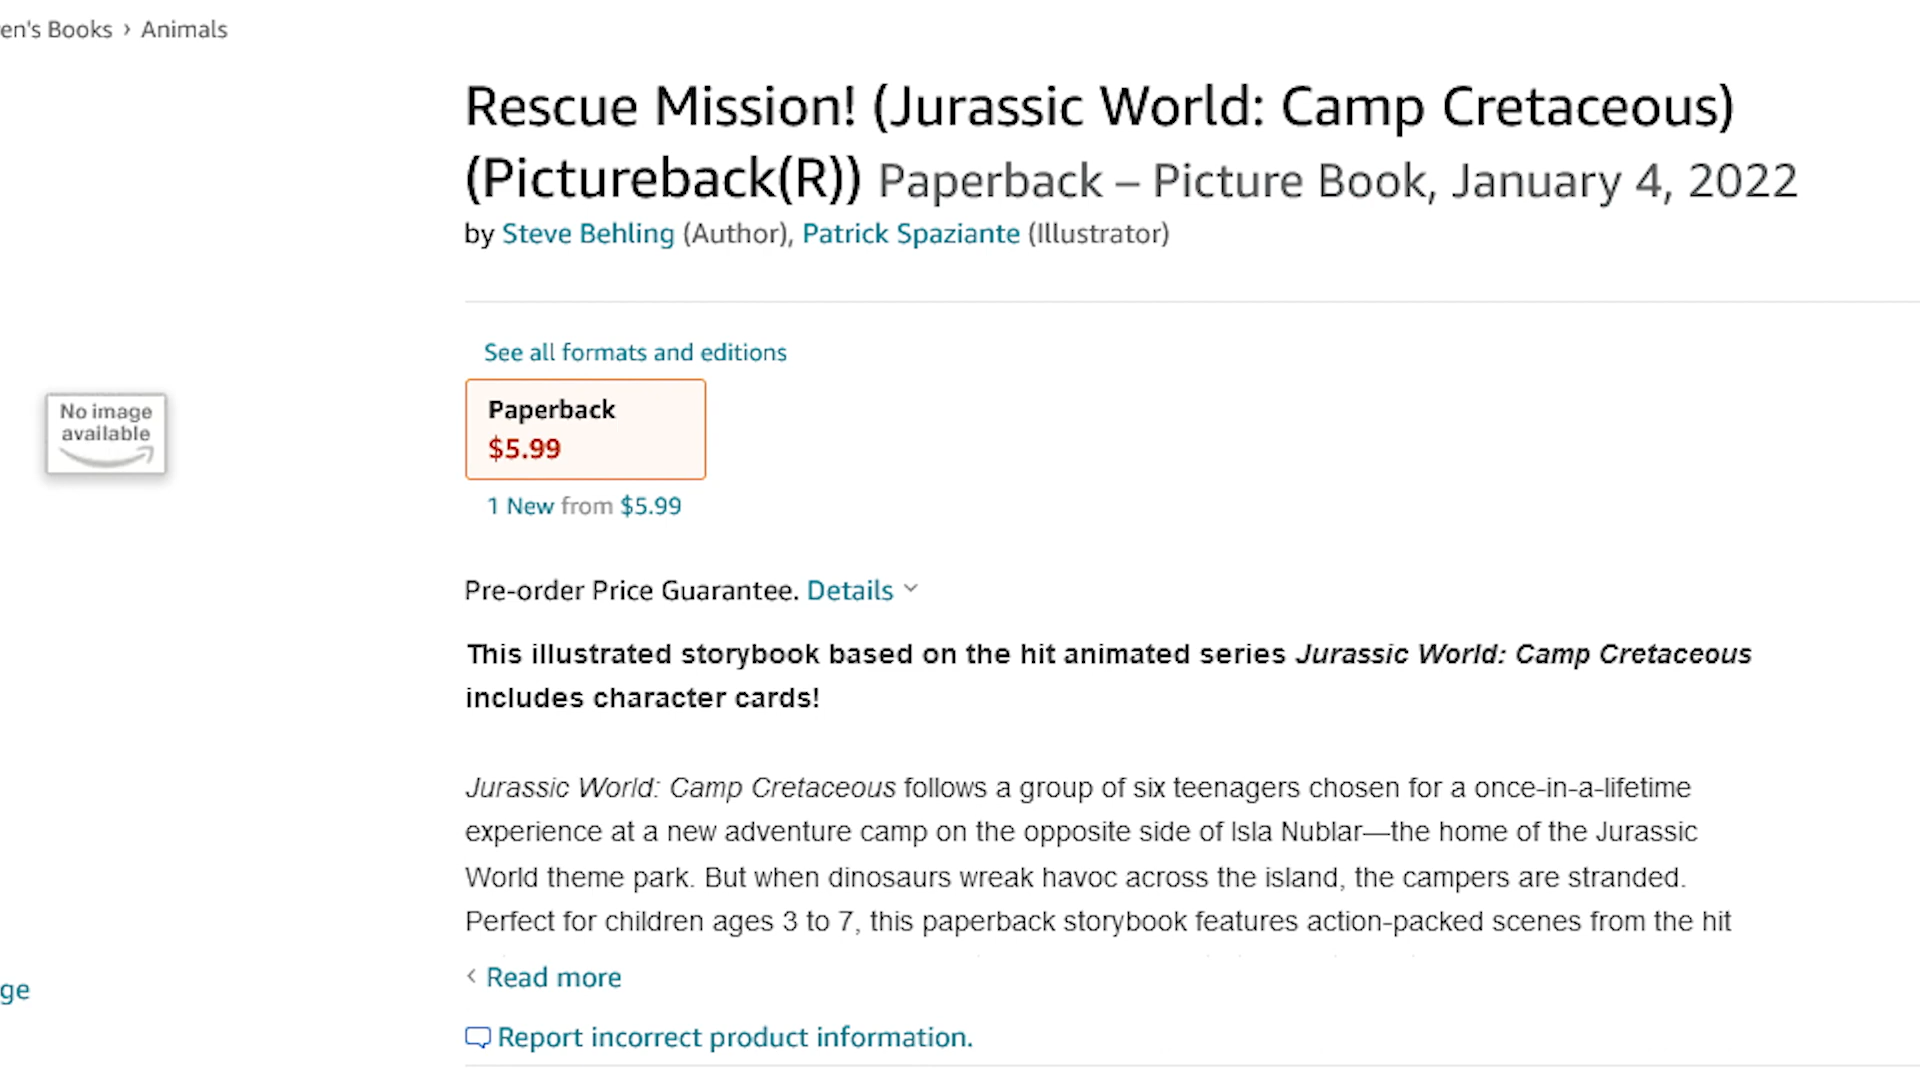 en's Books › Animals
Rescue Mission! (Jurassic World: Camp Cretaceous)
(Pictureback(R)) Paperback – Picture Book, January 4, 2022
by Steve Behling (Author), Patrick Spaziante (Illustrator)
See all formats and editions
No image
available
Paperback
$5.99
1 New from $5.99
Pre-order Price Guarantee. Details
This illustrated storybook based on the hit animated series Jurassic World: Camp Cretaceous
includes character cards!
Jurassic World: Camp Cretaceous follows a group of six teenagers chosen for a once-in-a-lifetime
experience at a new adventure camp on the opposite side of Isla Nublar—the home of the Jurassic
World theme park. But when dinosaurs wreak havoc across the island, the campers are stranded.
Perfect for children ages 3 to 7, this paperback storybook features action-packed scenes from the hit
‹ Read more
ge
Report incorrect product information.